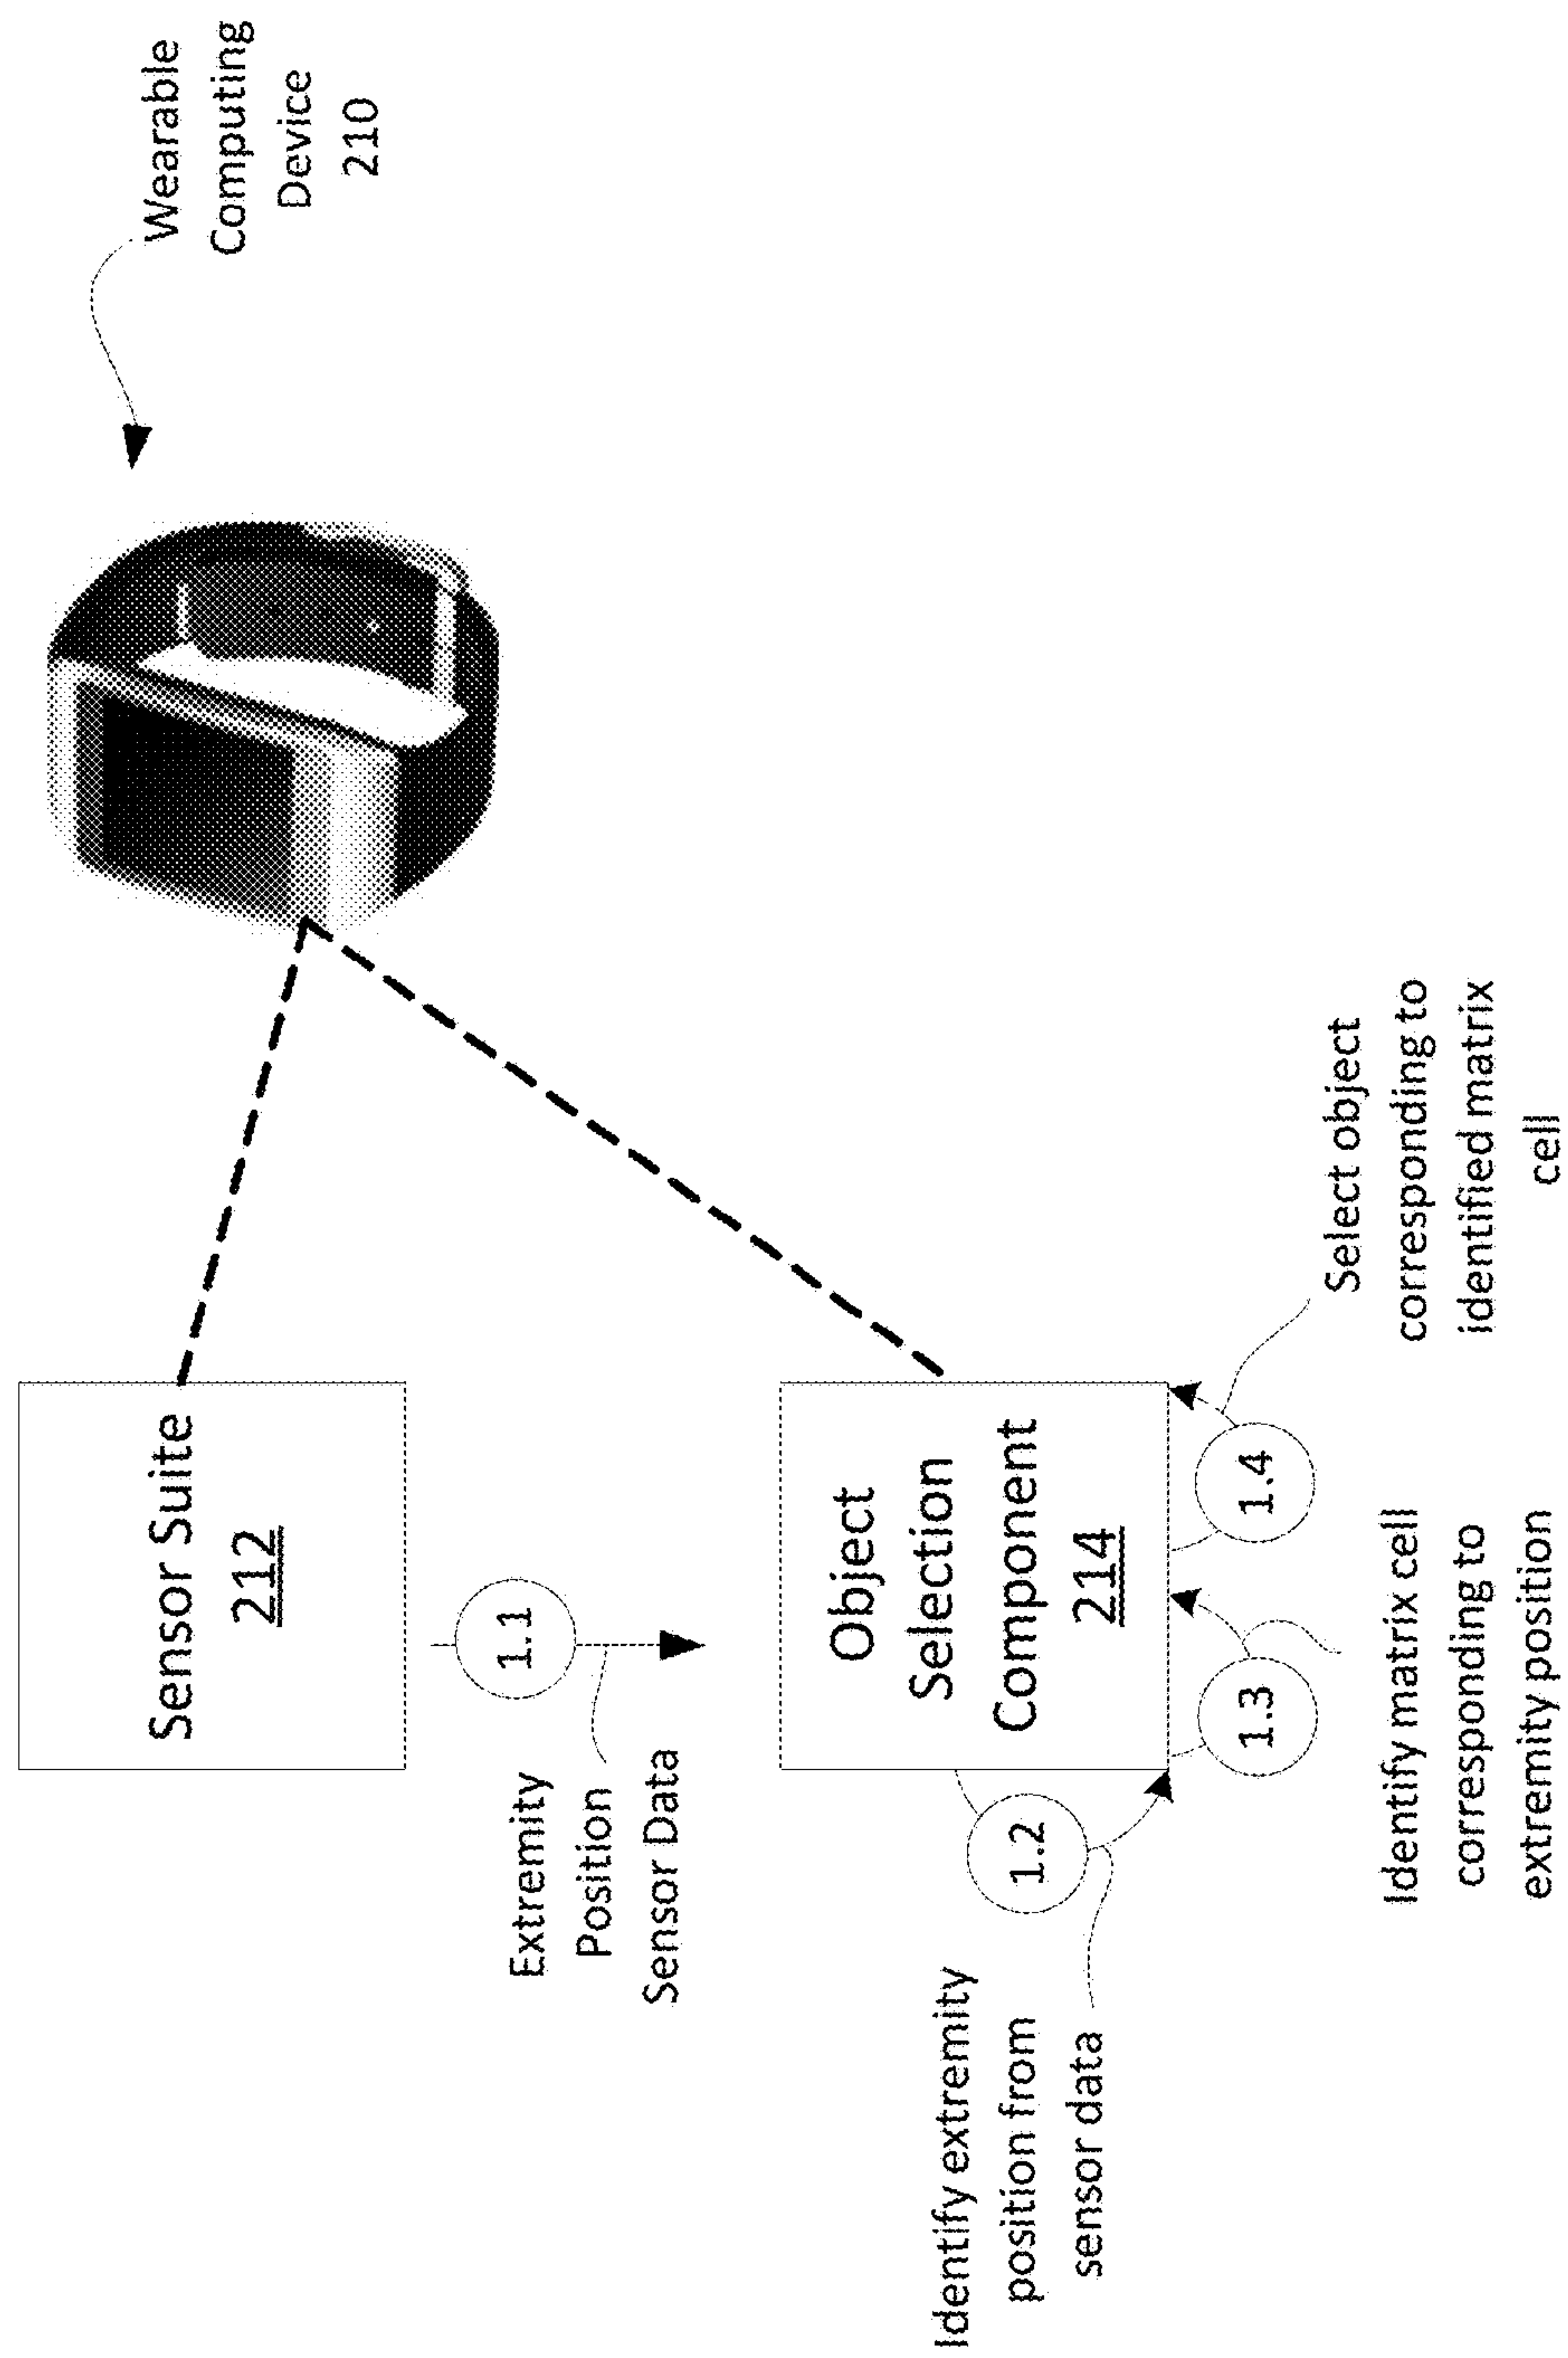 Wearable
Computing
Device
210
Sensor Suite
212
1.1
Extremity
Position
Sensor Data
Object
Selection
Component
214
1.2
Identify extremity
position from
sensor data
1.3
Identify matrix cell
corresponding to
extremity position
1.4
Select object
corresponding to
identified matrix
cell